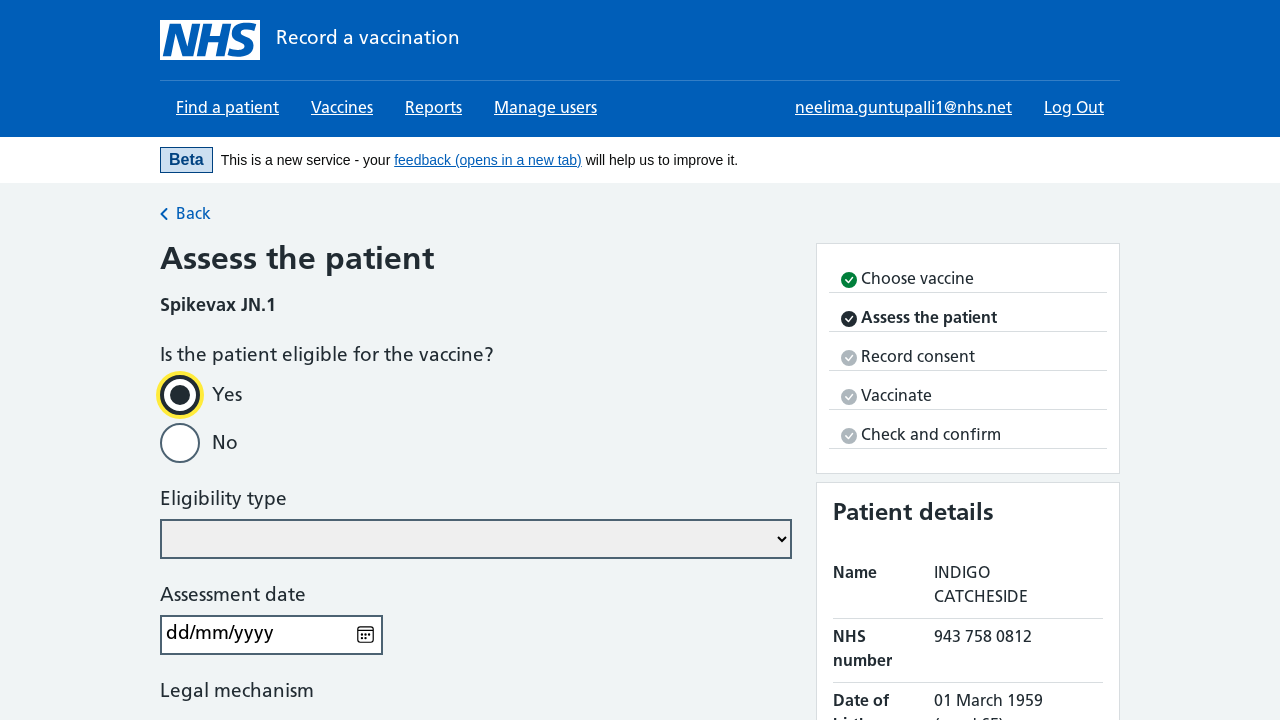 NHS Record a vaccination
Find a patient Vaccines Reports Manage users neelima.guntupalli1@nhs.net Log Out
Beta This is a new service - your feedback (opens in a new tab) will help us to improve it.
Back
Assess the patient
Spikevax JN.1
Is the patient eligible for the vaccine?
Yes
No
Eligibility type
Assessment date
dd/mm/yyyy
Legal mechanism
Choose vaccine
Assess the patient
Record consent
Vaccinate
Check and confirm
Patient details
Name INDIGO
CATCHESIDE
NHS 943 758 0812
number
Date of 01 March 1959